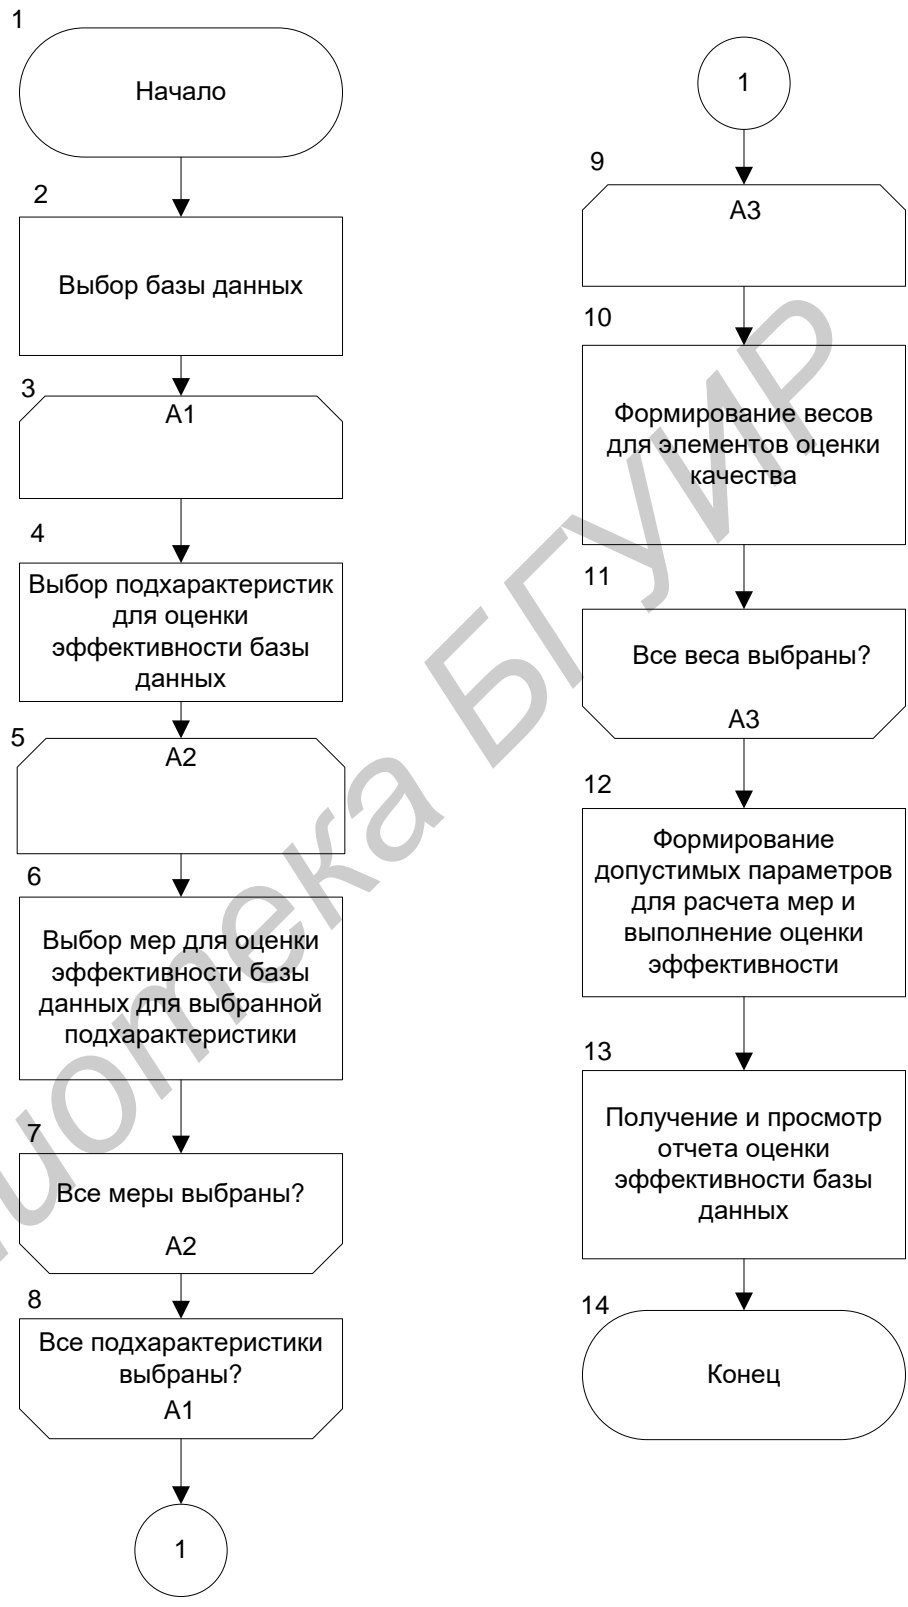 1
Начало
2
Выбор базы данных
3
А1
4
Выбор подхарактеристик
для оценки
эффективности базы
данных
5
А2
6
Выбор мер для оценки
эффективности базы
данных для выбранной
подхарактеристики
7
Все меры выбраны?
А2
8
Все подхарактеристики
выбраны?
А1
1
1
9
А3
10
Формирование весов
для элементов оценки
качества
11
Все веса выбраны?
А3
12
Формирование
допустимых параметров
для расчета мер и
выполнение оценки
эффективности
13
Получение и просмотр
отчета оценки
эффективности базы
данных
14
Конец
БГУИР